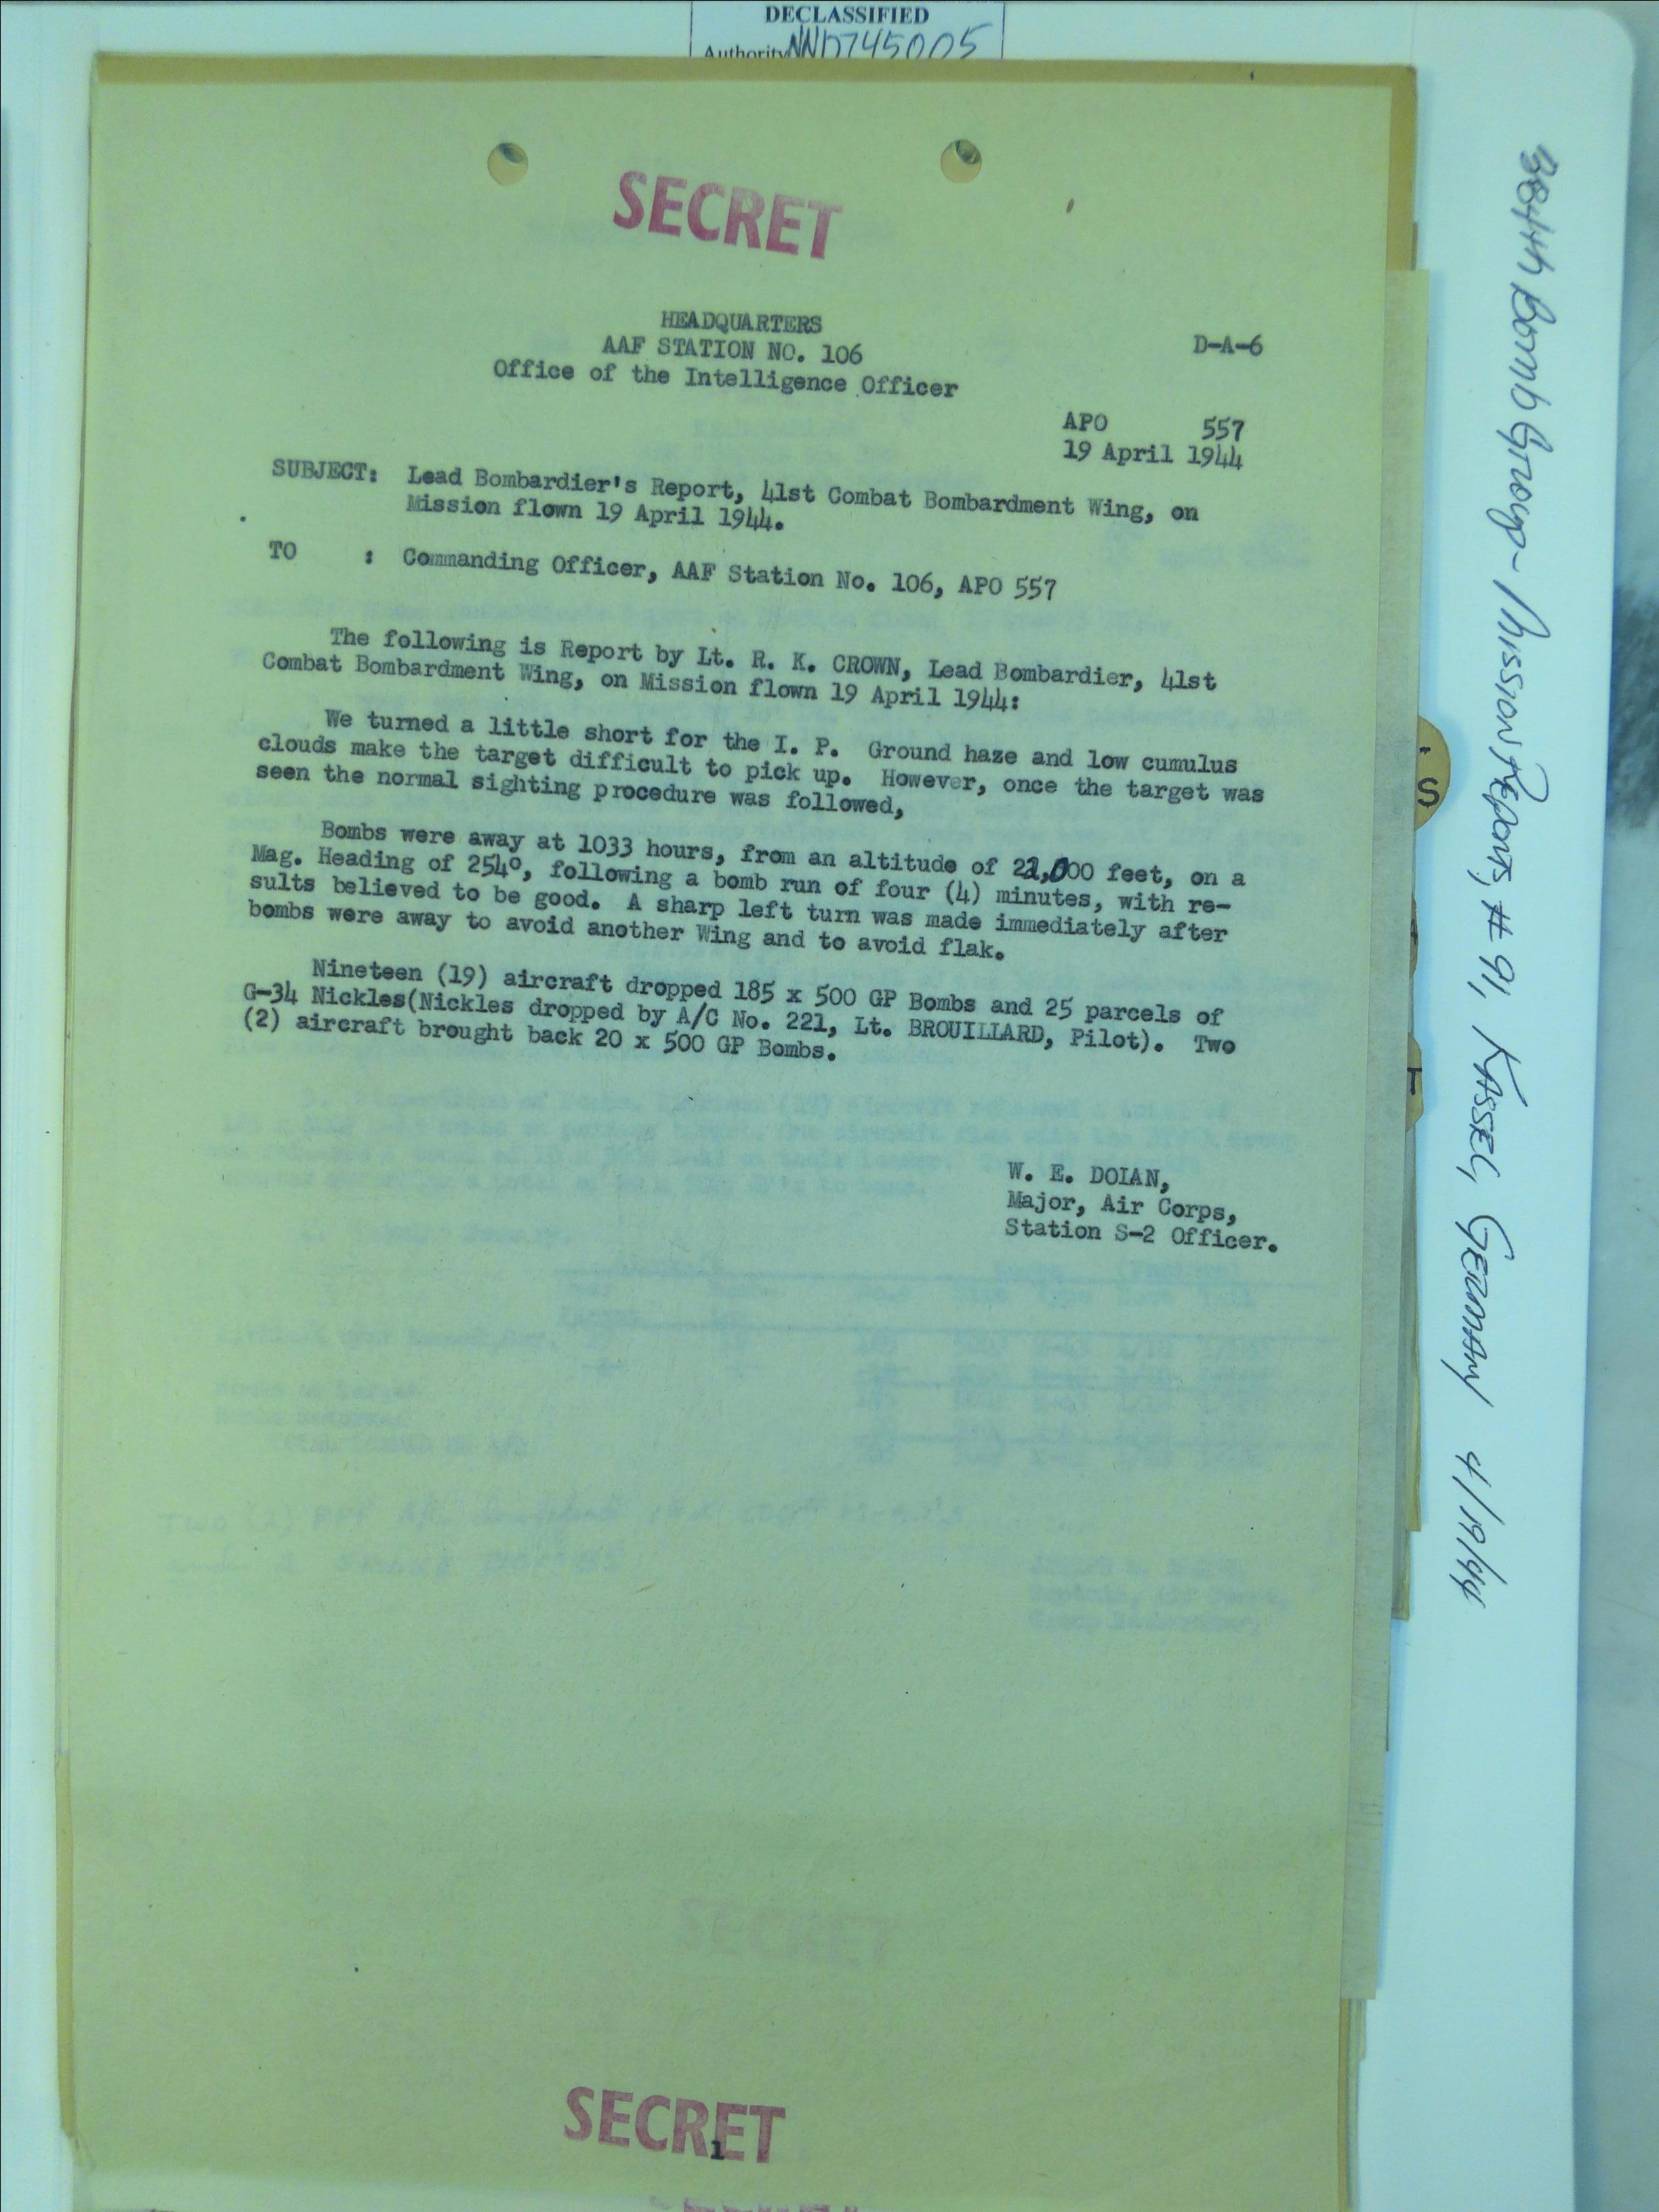 DECLASSIFIED
Authority NND745005
SECRET
HEADQUARTERS
AAF STATION NO. 106
Office of the Intelligence Officer
D-A-6
APO 557
19 April 1944
SUBJECT: Lead Bombardier's Report, 41st Combat Bombardment Wing, on
Mission flown 19 April 1944.
TO : Commanding Officer, AAF Station No. 106, APO 557
The following is Report by Lt. R. K. CROWN, Lead Bombardier, 41st
Combat Bombardment Wing, on Mission flown 19 April 1944:
We turned a little short for the I. P. Ground haze and low cumulus
clouds make the target difficult to pick up. However, once the target was
seen the normal sighting procedure was followed,
Bombs were away at 1033 hours, from an altitude of 22,000 feet, on a
Mag. Heading of 254°, following a bomb run of four (4) minutes, with re-
sults believed to be good. A sharp left turn was made immediately after
bombs were away to avoid another Wing and to avoid flak.
Nineteen (19) aircraft dropped 185 x 500 GP Bombs and 25 parcels of
G-34 Nickles(Nickles dropped by A/C No. 221, Lt. BROUILLARD, Pilot). Two
(2) aircraft brought back 20 x 500 GP Bombs.
W. E. DOLAN,
Major, Air Corps,
Station S-2 Officer.
SECRET
1
384th Bomb Group - Mission Reports, # 91, KASSEL, GERMANY 4/19/44
S
T